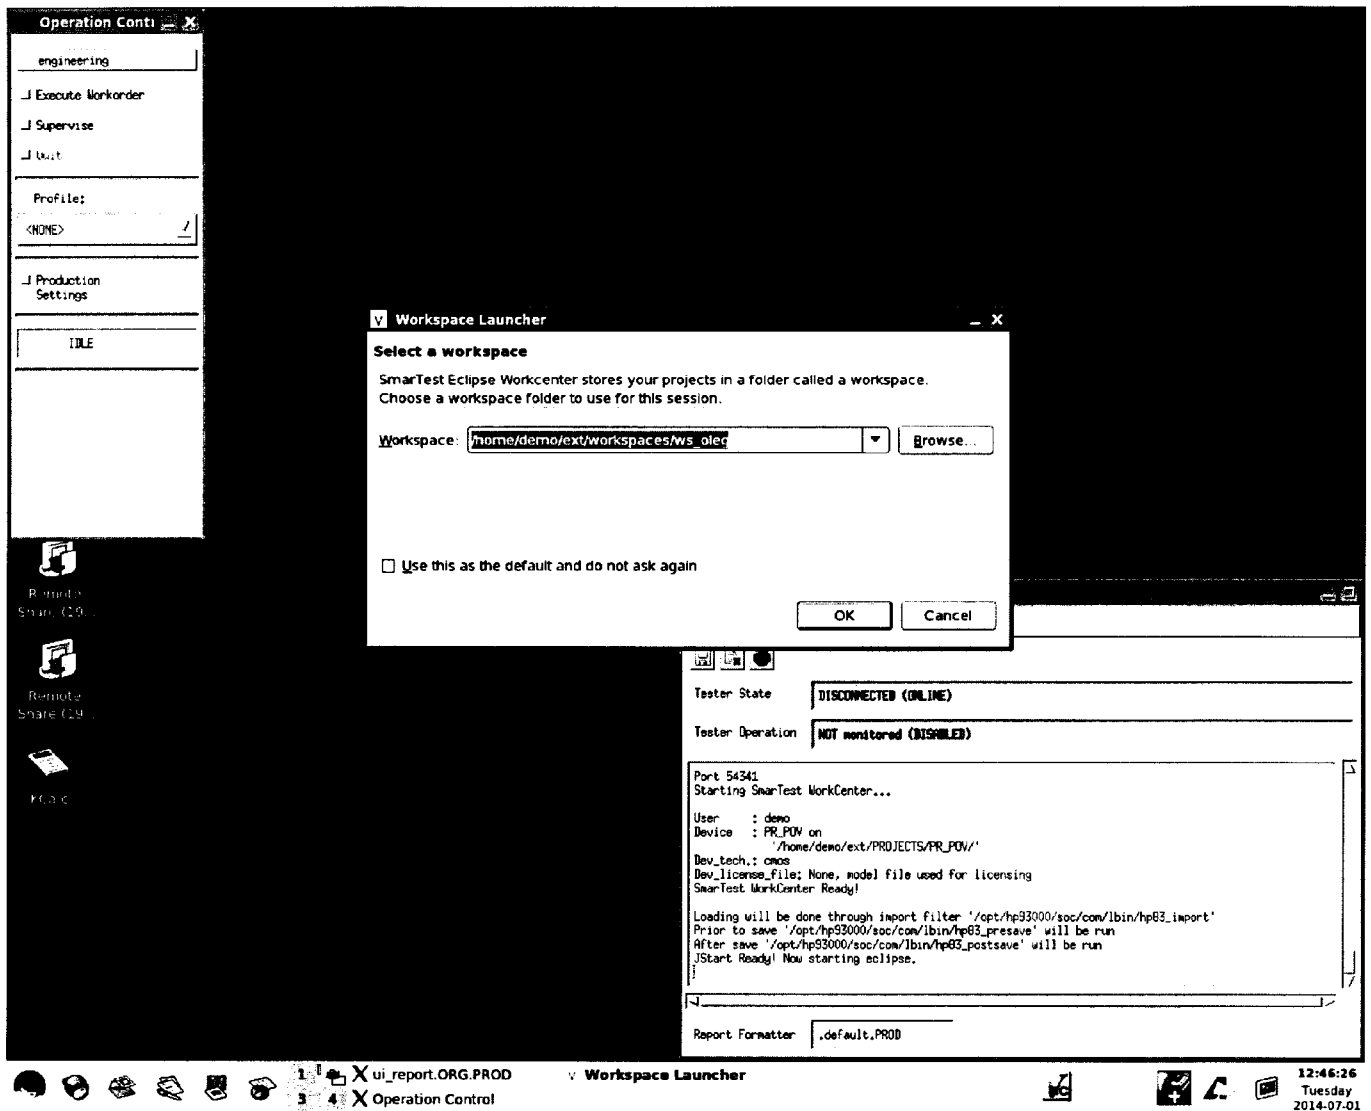 Operation Conti
engineering
Execute Workorder
Supervise
Quit
Profile:
<NONE>
Production
Settings
IDLE
V Workspace Launcher
Select a workspace
SmarTest Eclipse Workcenter stores your projects in a folder called a workspace.
Choose a workspace folder to use for this session.
Workspace: /home/demo/ext/workspaces/ws_oleg Browse...
Use this as the default and do not ask again
OK Cancel
Remote
Share (19...
Remote
Share (19...
KCalc
Tester State DISCONNECTED (ONLINE)
Tester Operation NOT monitored (DISABLED)
Port 54341
Starting SmarTest WorkCenter...
User : demo
Device : PR_POV on
'/home/demo/ext/PROJECTS/PR_POV/'
Dev_tech.: cmos
Dev_license_file: None, model file used for licensing
SmarTest WorkCenter Ready!
Loading will be done through import filter '/opt/hp93000/soc/com/lbin/hp83_import'
Prior to save '/opt/hp93000/soc/com/lbin/hp83_presave' will be run
After save '/opt/hp93000/soc/com/lbin/hp83_postsave' will be run
JStart Ready! Now starting eclipse.
Report Formatter .default.PROD
1 X ui_report.ORG.PROD V Workspace Launcher
3 4 X Operation Control
12:46:26
Tuesday
2014-07-01